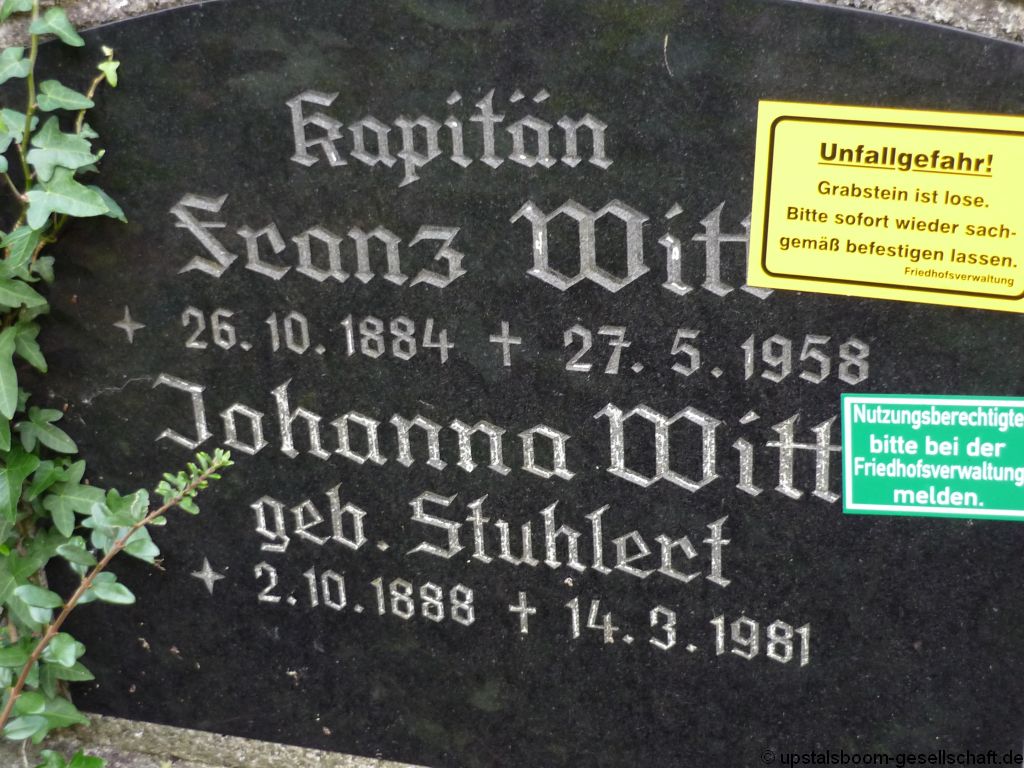 Kapitän
Franz Witt
Unfallgefahr!
Grabstein ist lose.
Bitte sofort wieder sach-
gemäß befestigen lassen.
Friedhofsverwaltung
26.10.1884 † 27.5.1958
Johanna Witt
geb. Stuhlert
2.10.1888 † 14.3.1981
Nutzungsberechtigte
bitte bei der
Friedhofsverwaltung
melden.
© upstalsboom-gesellschaft.de